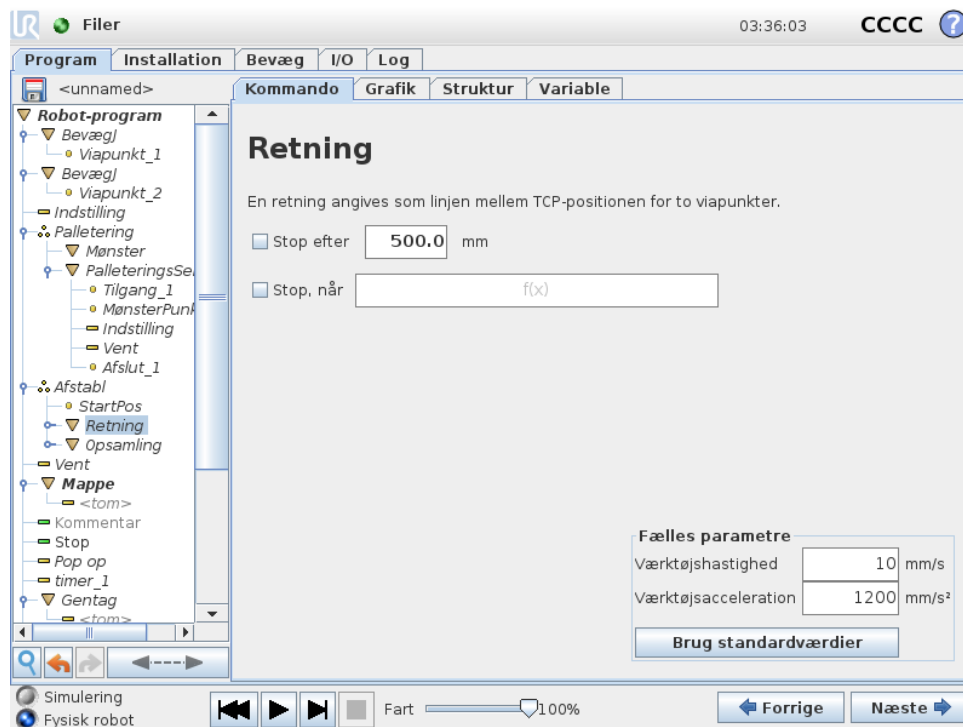 UR Filer 03:36:03 CCCC ?
Program Installation Bevæg I/O Log
<unnamed> Kommando Grafik Struktur Variable
Robot-program
BevægJ
Viapunkt_1
BevægJ
Viapunkt_2
Indstilling
Palletering
Mønster
PalleteringsSe
Tilgang_1
MønsterPunk
Indstilling
Vent
Afslut_1
Afstabl
StartPos
Retning
Opsamling
Vent
Mappe
<tom>
Kommentar
Stop
Pop op
timer_1
Gentag
<tom>
Retning
En retning angives som linjen mellem TCP-positionen for to viapunkter.
Stop efter 500.0 mm
Stop, når f(x)
Fælles parametre
Værktøjshastighed 10 mm/s
Værktøjsacceleration 1200 mm/s²
Brug standardværdier
Simulering
Fysisk robot
Fart 100%
Forrige Næste